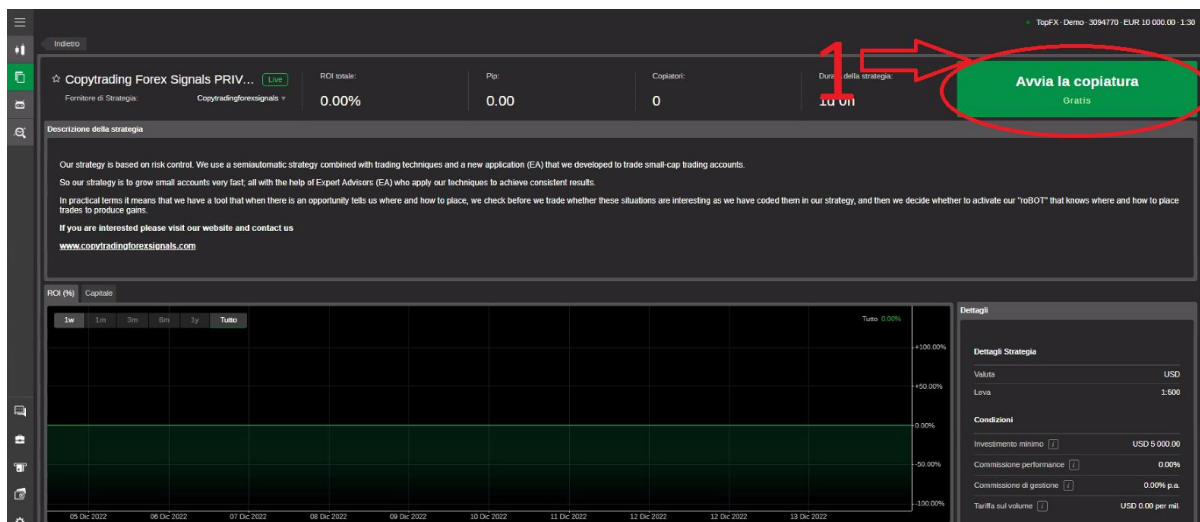 TopFX - Demo - 3094770 - EUR 10 000.00 - 1:30
Indietro
Copytrading Forex Signals PRIV... Live
Fornitore di Strategia: Copytradingforexsignals
ROI totale:
0.00%
Pip:
0.00
Copiatori:
0
della strategia:
1
Avvia la copiatura
Gratis
Descrizione della strategia
Our strategy is based on risk control. We use a semiautomatic strategy combined with trading techniques and a new application (EA) that we developed to trade small-cap trading accounts.
So our strategy is to grow small accounts very fast; all with the help of Expert Advisors (EA) who apply our techniques to achieve consistent results.
In practical terms it means that we have a tool that when there is an opportunity tells us where and how to place, we check before we trade whether these situations are interesting as we have coded them in our strategy, and then we decide whether to activate our "roBOT" that knows where and how to place
trades to produce gains.
If you are interested please visit our website and contact us
www.copytradingforexsignals.com
ROI (%) Capitale
1w 1m 3m 6m 1y Tutto
Tutto 0.00%
+100.00%
+50.00%
0.00%
-50.00%
-100.00%
05 Dic 2022 06 Dic 2022 07 Dic 2022 08 Dic 2022 09 Dic 2022 10 Dic 2022 11 Dic 2022 12 Dic 2022 12 Dic 2022 13 Dic 2022
Dettagli
Dettagli Strategia
Valuta USD
Leva 1:500
Condizioni
Investimento minimo i USD 5 000.00
Commissione performance i 0.00%
Commissione di gestione i 0.00% p.a.
Tariffa sul volume i USD 0.00 per mil.